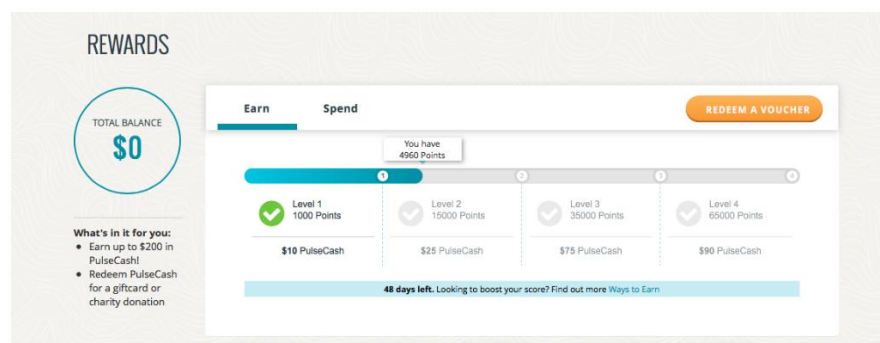 REWARDS
TOTAL BALANCE
$0
What's in it for you:
Earn up to $200 in
PulseCash!
Redeem PulseCash
for a giftcard or
charity donation
Earn Spend
REDEEM A VOUCHER
You have
4960 Points
1 2 3 4
Level 1
1000 Points
Level 2
15000 Points
Level 3
35000 Points
Level 4
65000 Points
$10 PulseCash $25 PulseCash $75 PulseCash $90 PulseCash
48 days left. Looking to boost your score? Find out more Ways to Earn